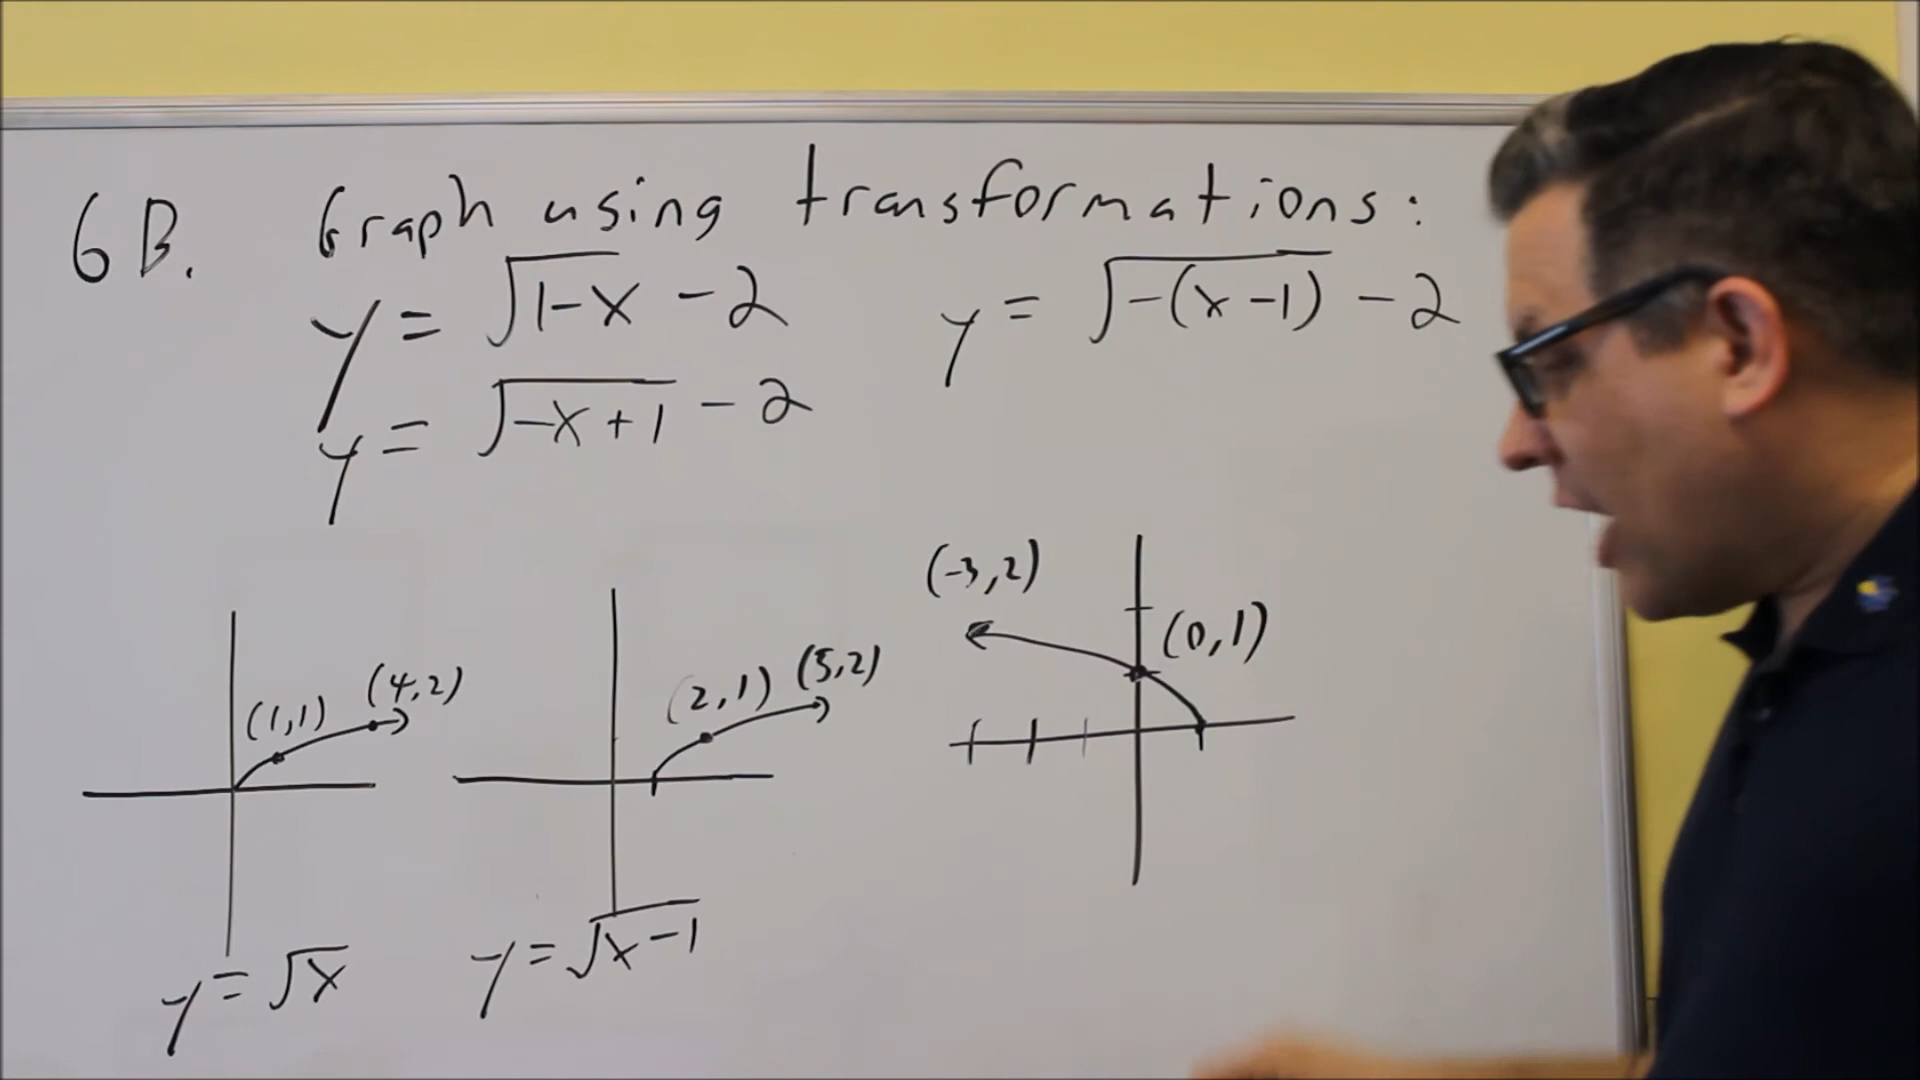 6B. Graph using transformations:
y = √1-x - 2
y = √-(x-1) - 2
y = √-x+1 - 2
(1,1) (4,2)
y = √x
(2,1) (5,2)
y = √x-1
(-3,2)
(0,1)